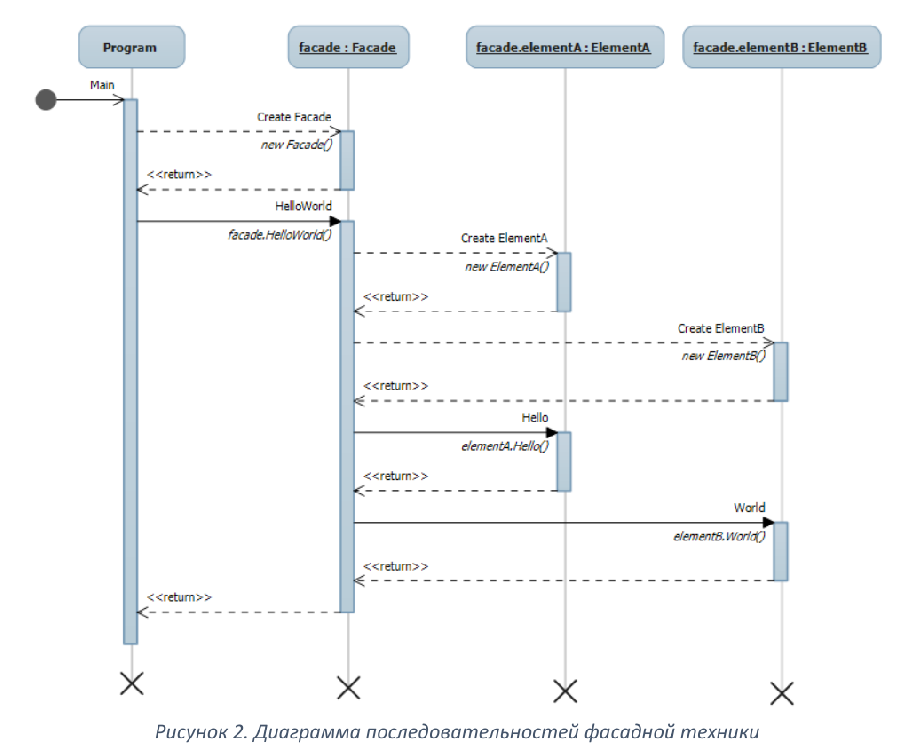 Program
facade : Facade
facade.elementA : ElementA
facade.elementB : ElementB
Main
Create Facade
new Facade()
<<return>>
HelloWorld
facade.HelloWorld()
Create ElementA
new ElementA()
<<return>>
Create ElementB
new ElementB()
<<return>>
Hello
elementA.Hello()
<<return>>
World
elementB.World()
<<return>>
<<return>>
Рисунок 2. Диаграмма последовательностей фасадной техники